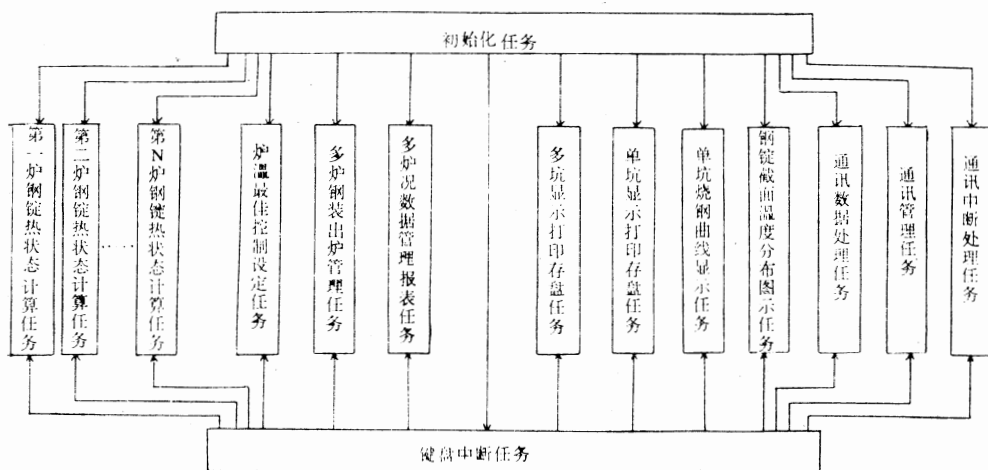 初始化任务
第一炉钢锭热状态计算任务
第二炉钢锭热状态计算任务
……
第N炉钢锭热状态计算任务
炉温最佳控制设定任务
多炉钢装出炉管理任务
多炉况数据管理报表任务
多坑显示打印存盘任务
单坑显示打印存盘任务
单坑烧钢曲线显示任务
钢锭截面温度分布图示任务
通讯数据处理任务
通讯管理任务
通讯中断处理任务
健盘中断任务